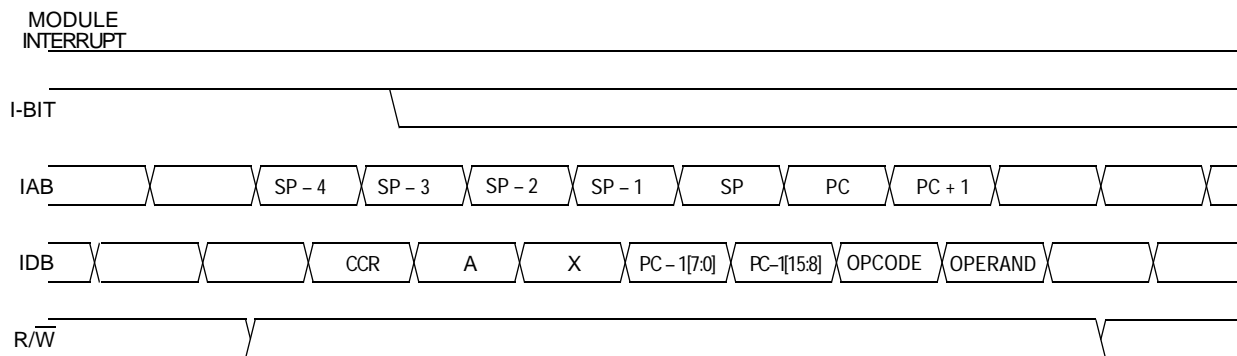 MODULE
INTERRUPT
I-BIT
IAB SP – 4 SP – 3 SP – 2 SP – 1 SP PC PC + 1
IDB CCR A X PC – 1[7:0] PC–1[15:8] OPCODE OPERAND
R/W̅